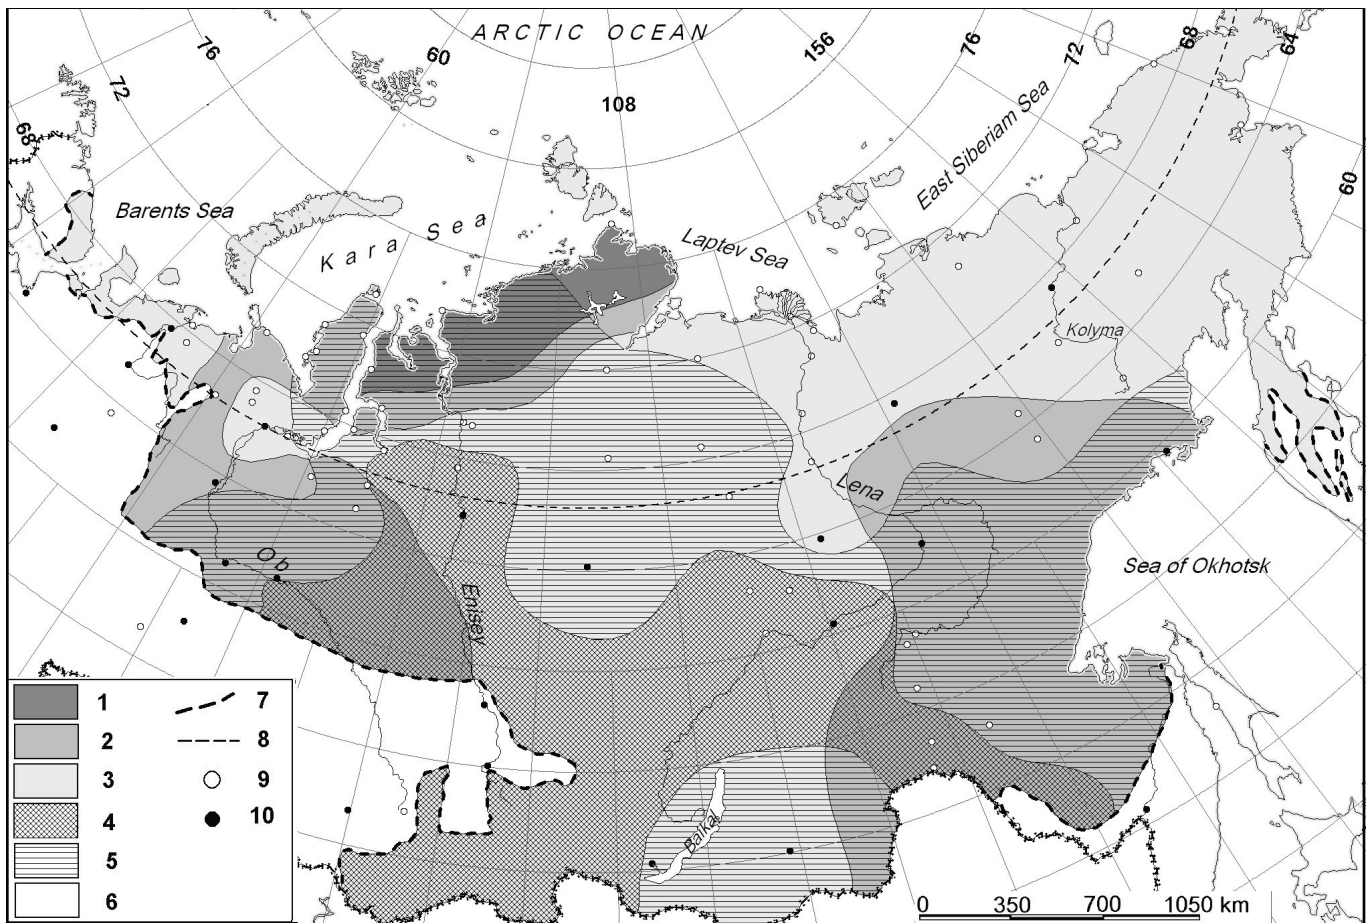 ARCTIC OCEAN
76
60
156
76
68
64
72
72
108
68
60
East Siberiam Sea
Barents Sea
Kara Sea
Laptev Sea
Kolyma
Lena
Ob
Enisey
Sea of Okhotsk
Baikal
1 7
2 8
3 9
4 10
5
6
0 350 700 1050 km